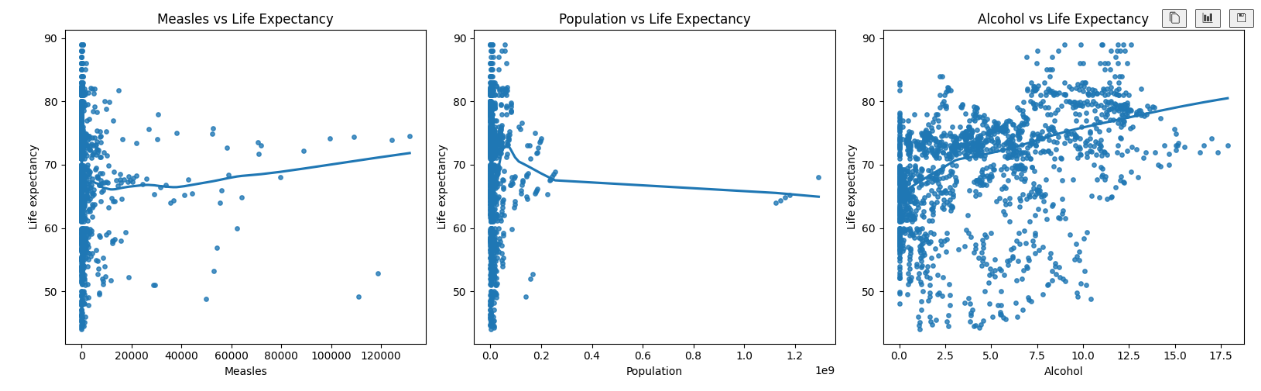 Measles vs Life Expectancy
90
80
70
60
50
Life expectancy
0 20000 40000 60000 80000 100000 120000
Measles
Population vs Life Expectancy
90
80
70
60
50
Life expectancy
0.0 0.2 0.4 0.6 0.8 1.0 1.2
1e9
Population
Alcohol vs Life Expectancy
90
80
70
60
50
Life expectancy
0.0 2.5 5.0 7.5 10.0 12.5 15.0 17.5
Alcohol